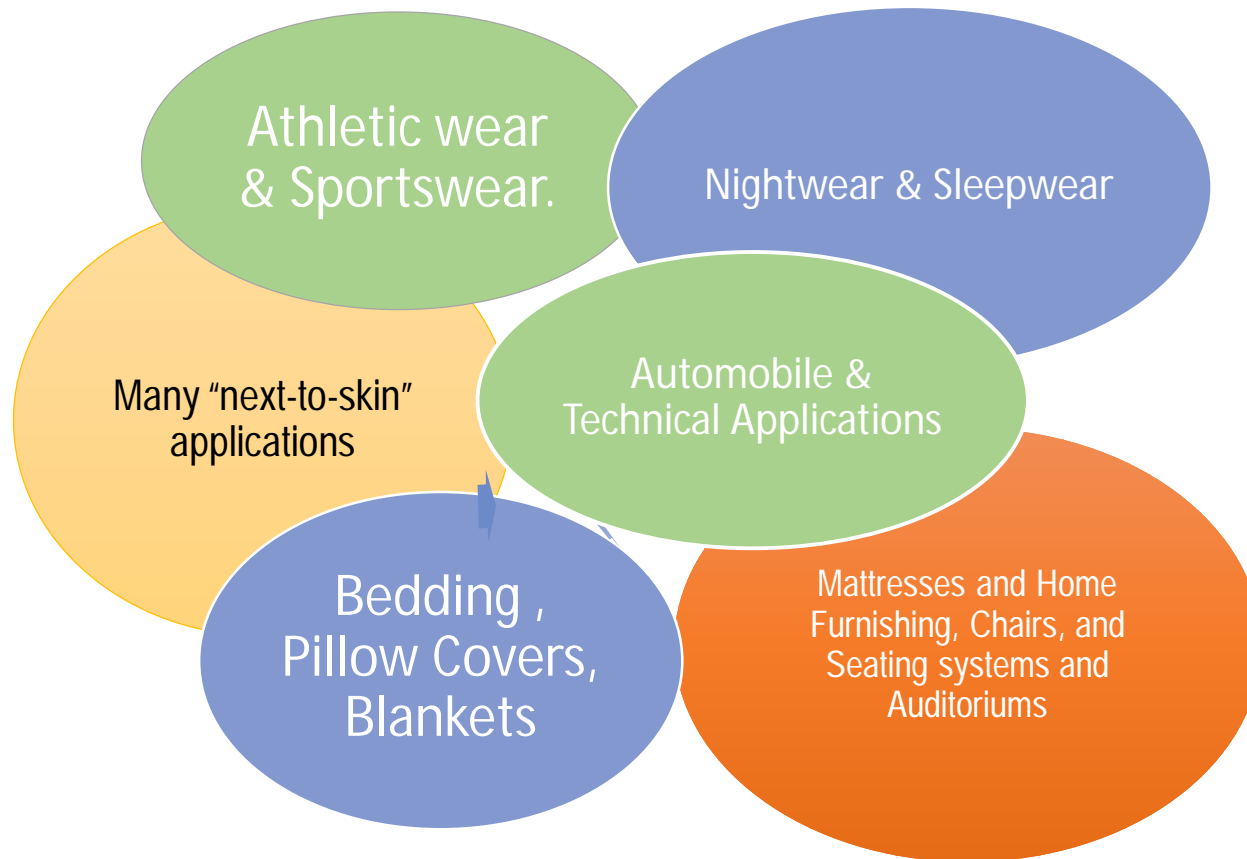 Athletic wear
& Sportswear.
Nightwear & Sleepwear
Many “next-to-skin”
applications
Automobile &
Technical Applications
Bedding ,
Pillow Covers,
Blankets
Mattresses and Home
Furnishing, Chairs, and
Seating systems and
Auditoriums